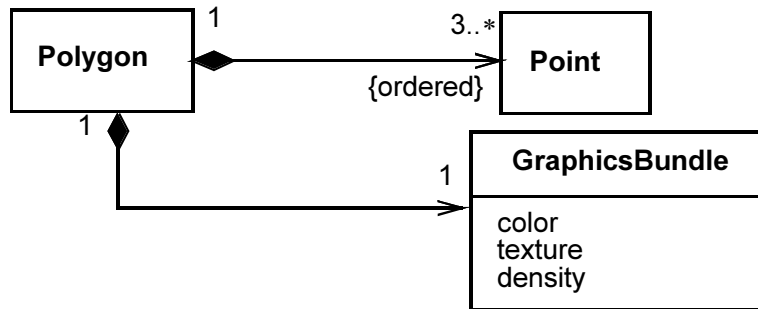 1
3..*
Polygon
Point
{ordered}
1
GraphicsBundle
1
color
texture
density